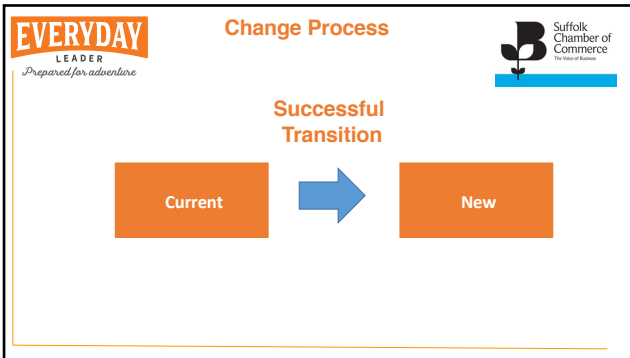 EVERYDAY
LEADER
Prepared for adventure
Change Process
Suffolk
Chamber of
Commerce
The Voice of Business
Successful
Transition
Current
New